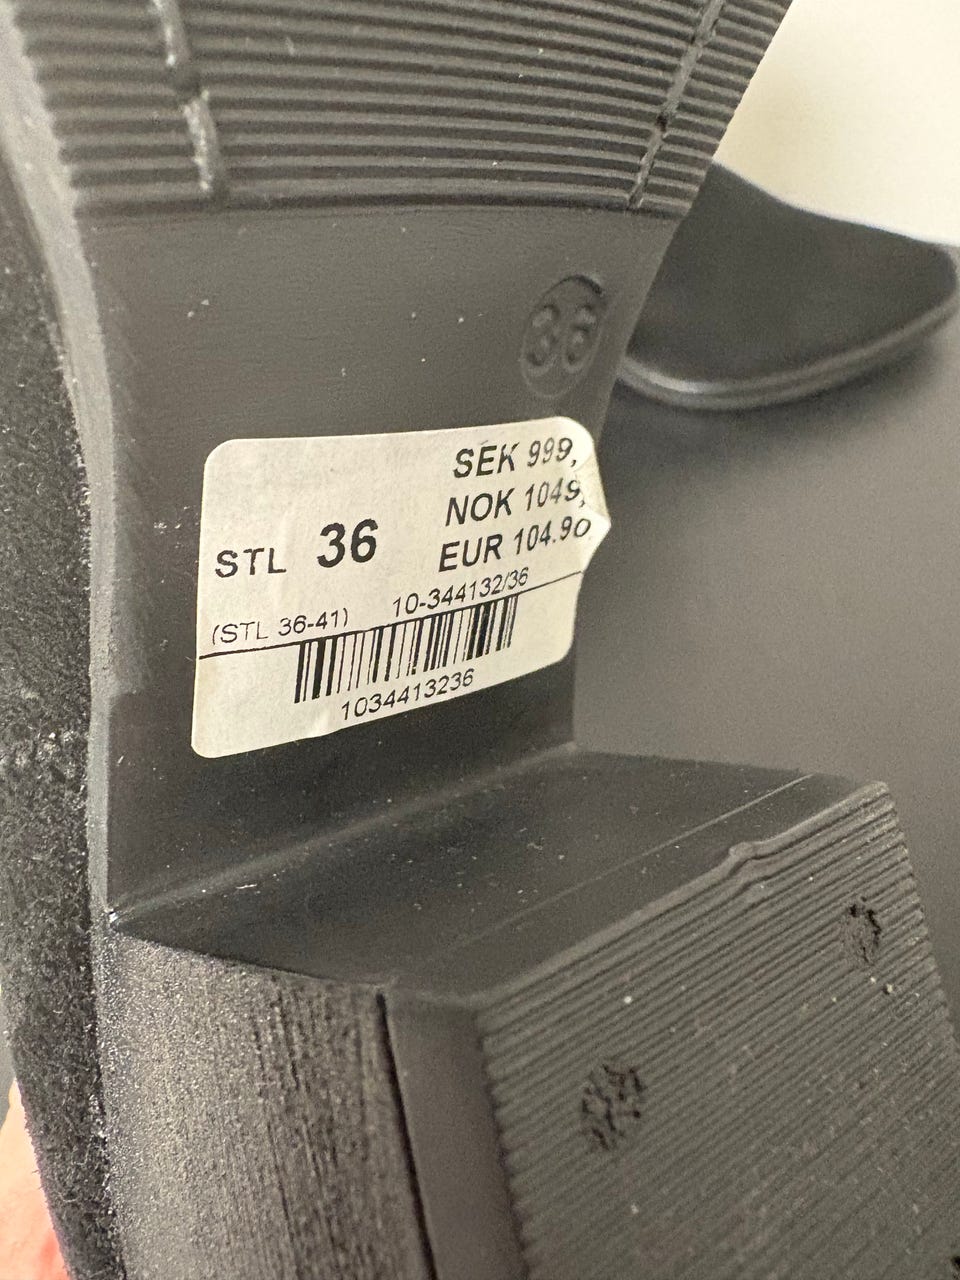 36
SEK 999,
NOK 1049,
EUR 104.90
STL 36
(STL 36-41) 10-344132/36
1034413236